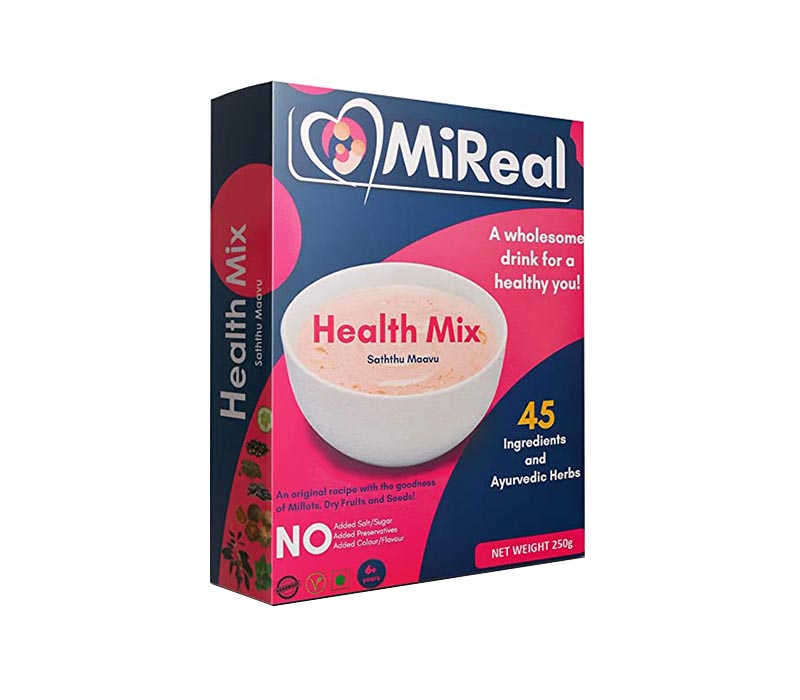 MiReal
A wholesome
drink for a
healthy you!
Health Mix
Saththu Maavu
45
Ingredients
and
Ayurvedic Herbs
An original recipe with the goodness
of Millets, Dry Fruits and Seeds!
NO
Added Salt/Sugar
Added Preservatives
Added Colour/Flavour
6+
years
NET WEIGHT 250g
Health Mix
Saththu Maavu